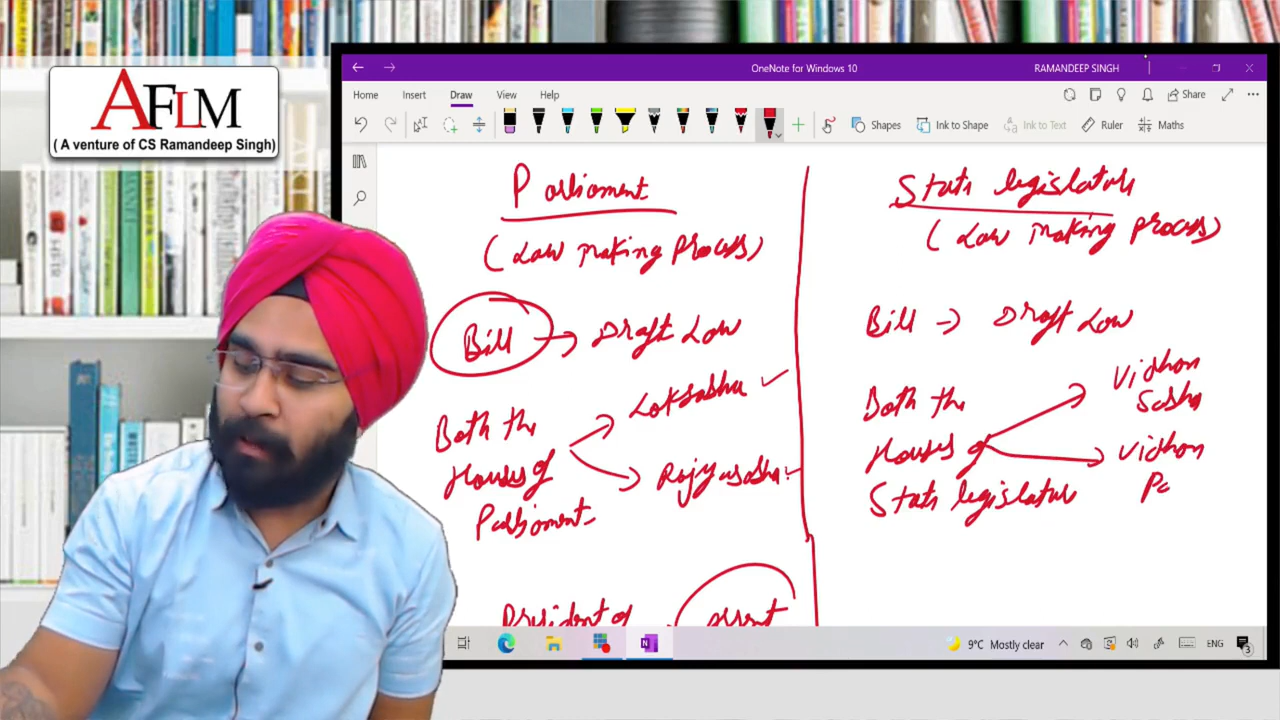 AFLM
( A venture of CS Ramandeep Singh)
OneNote for Windows 10
RAMANDEEP SINGH
Home Insert Draw View Help
Share
Shapes Ink to Shape Ink to Text Ruler Maths
Parliament
(Law Making Process)
Bill → Draft Law
Both the
Houses of
Parliament
Loksabha ✓
Rajyasabha ✓
President of → Assent
State legislature
(Law Making Process)
Bill → Draft Law
Both the
Houses of
State legislature
Vidhan
Sabha
Vidhan
Pa
9°C Mostly clear
ENG
3